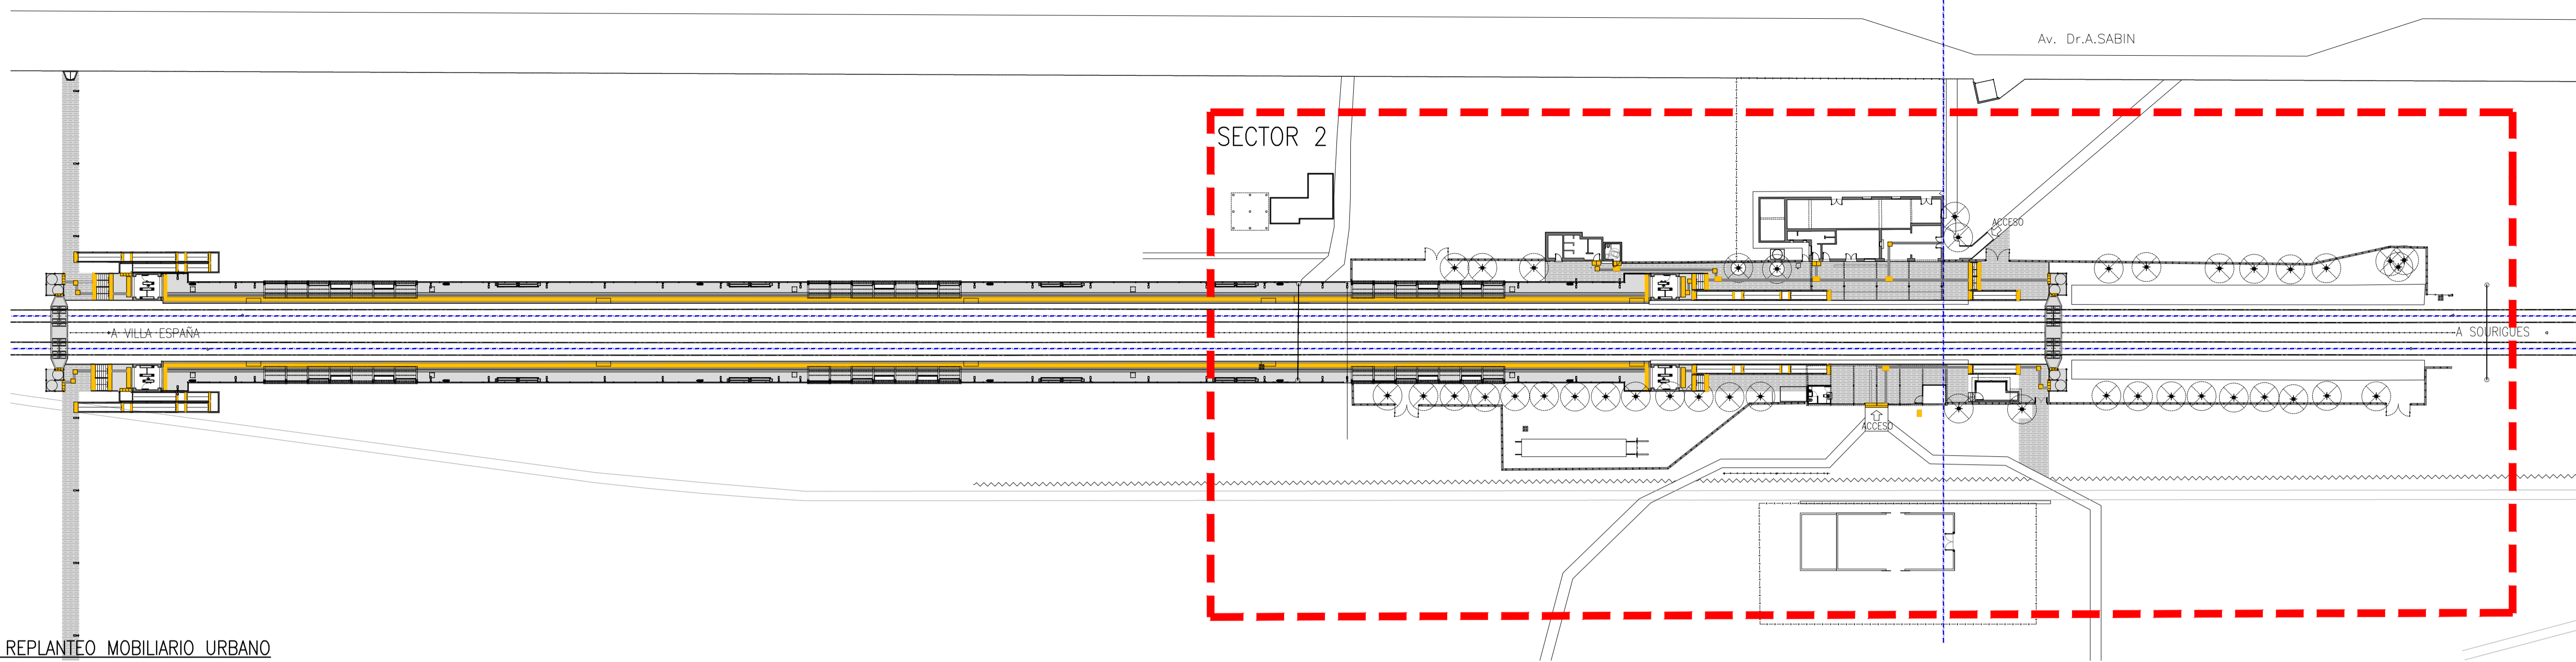 Av. Dr.A.SABIN
SECTOR 2
ACCESO
A VILLA ESPAÑA
A SOURIGUES
ACCESO
REPLANTEO MOBILIARIO URBANO